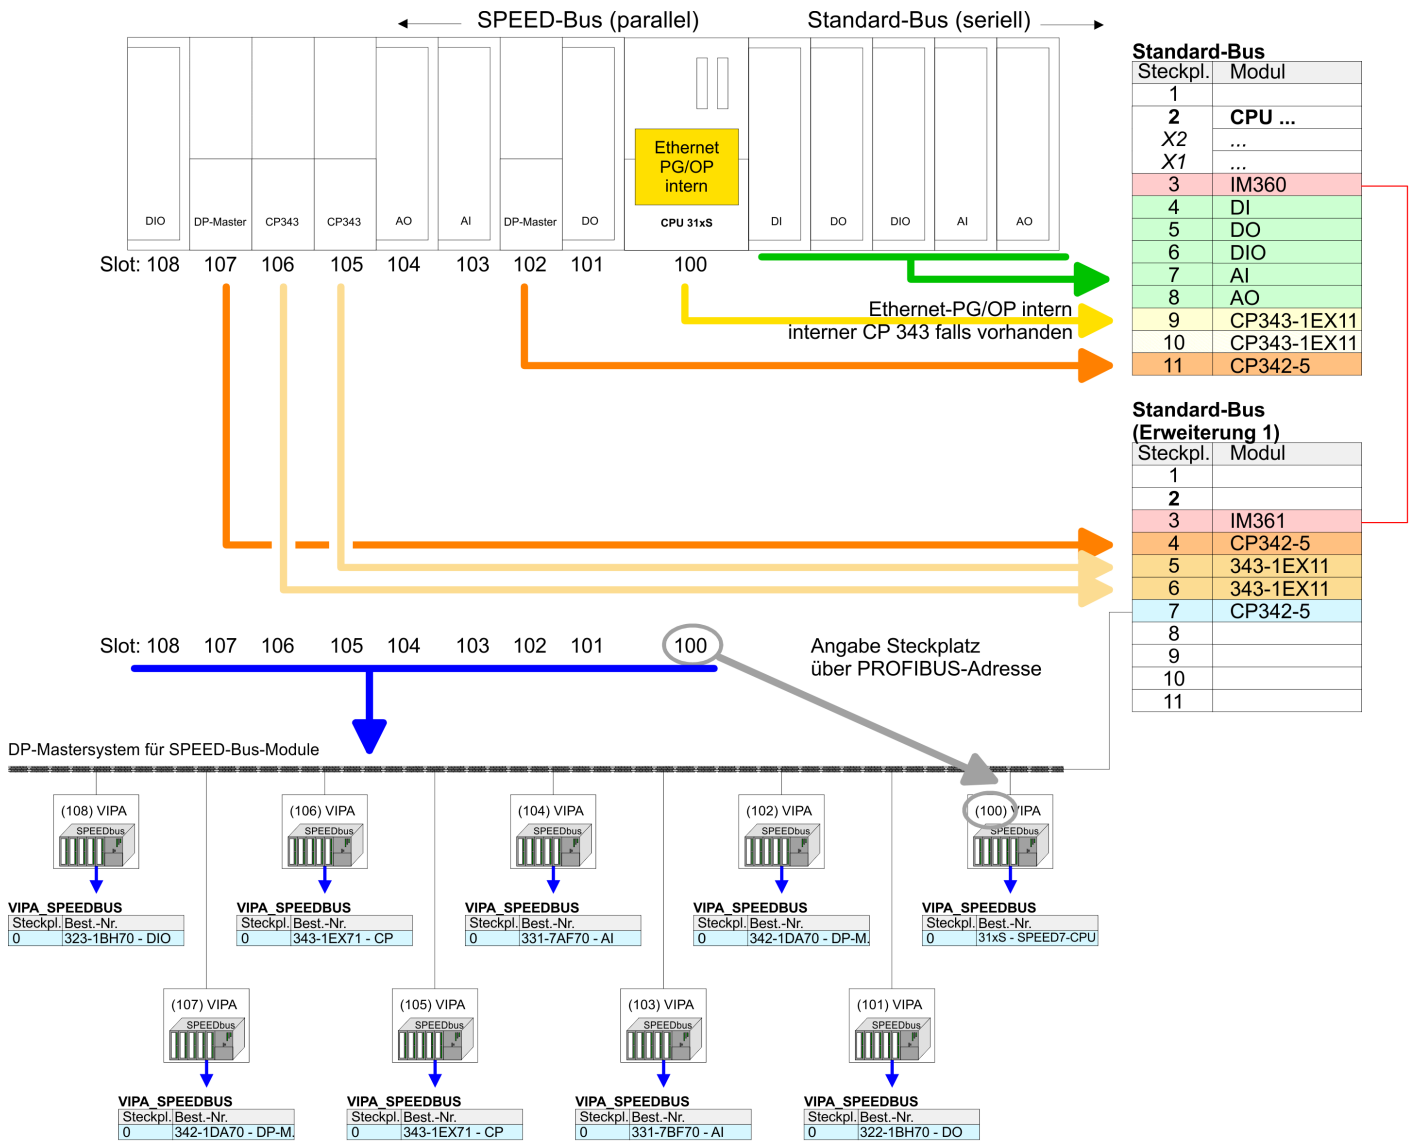 SPEED-Bus (parallel) Standard-Bus (seriell)
DIO DP-Master CP343 CP343 AO AI DP-Master DO CPU 31xS DI DO DIO AI AO
Ethernet
PG/OP
intern
Slot: 108 107 106 105 104 103 102 101 100
Ethernet-PG/OP intern
interner CP 343 falls vorhanden
Standard-Bus
Steckpl. Modul
1
2 CPU ...
X2 ...
X1 ...
3 IM360
4 DI
5 DO
6 DIO
7 AI
8 AO
9 CP343-1EX11
10 CP343-1EX11
11 CP342-5
Standard-Bus
(Erweiterung 1)
Steckpl. Modul
1
2
3 IM361
4 CP342-5
5 343-1EX11
6 343-1EX11
7 CP342-5
8
9
10
11
Slot: 108 107 106 105 104 103 102 101 100
Angabe Steckplatz
über PROFIBUS-Adresse
DP-Mastersystem für SPEED-Bus-Module
(108) VIPA
SPEEDbus
VIPA_SPEEDBUS
Steckpl. Best.-Nr.
0 323-1BH70 - DIO
(106) VIPA
SPEEDbus
VIPA_SPEEDBUS
Steckpl. Best.-Nr.
0 343-1EX71 - CP
(104) VIPA
SPEEDbus
VIPA_SPEEDBUS
Steckpl. Best.-Nr.
0 331-7AF70 - AI
(102) VIPA
SPEEDbus
VIPA_SPEEDBUS
Steckpl. Best.-Nr.
0 342-1DA70 - DP-M.
(100) VIPA
SPEEDbus
VIPA_SPEEDBUS
Steckpl. Best.-Nr.
0 31xS - SPEED7-CPU
(107) VIPA
SPEEDbus
VIPA_SPEEDBUS
Steckpl. Best.-Nr.
0 342-1DA70 - DP-M.
(105) VIPA
SPEEDbus
VIPA_SPEEDBUS
Steckpl. Best.-Nr.
0 343-1EX71 - CP
(103) VIPA
SPEEDbus
VIPA_SPEEDBUS
Steckpl. Best.-Nr.
0 331-7BF70 - AI
(101) VIPA
SPEEDbus
VIPA_SPEEDBUS
Steckpl. Best.-Nr.
0 322-1BH70 - DO